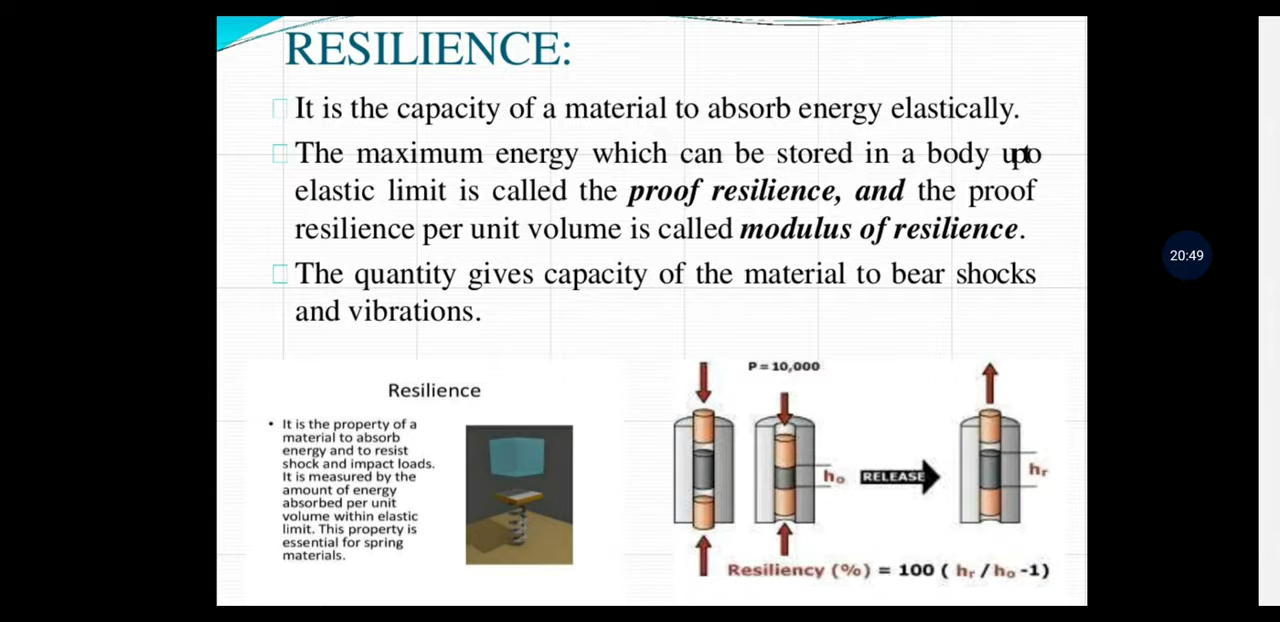 RESILIENCE:
It is the capacity of a material to absorb energy elastically.
The maximum energy which can be stored in a body upto
elastic limit is called the proof resilience, and the proof
resilience per unit volume is called modulus of resilience.
The quantity gives capacity of the material to bear shocks
and vibrations.
Resilience
• It is the property of a
material to absorb
energy and to resist
shock and impact loads.
It is measured by the
amount of energy
absorbed per unit
volume within elastic
limit. This property is
essential for spring
materials.
P = 10,000
ho
RELEASE
hr
Resiliency (%) = 100 ( hr / ho -1)
20:49